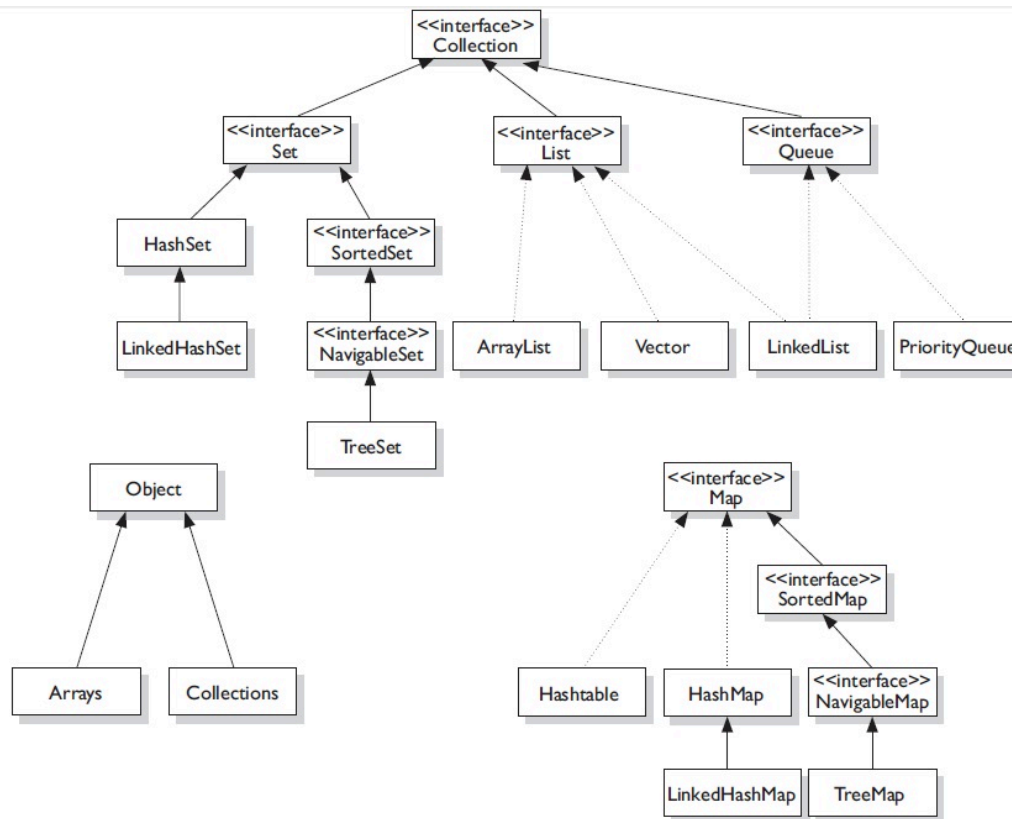 <<interface>>
Collection
<<interface>>
Set
<<interface>>
List
<<interface>>
Queue
HashSet
<<interface>>
SortedSet
LinkedHashSet
<<interface>>
NavigableSet
ArrayList
Vector
LinkedList
PriorityQueue
TreeSet
Object
<<interface>>
Map
<<interface>>
SortedMap
Arrays
Collections
Hashtable
HashMap
<<interface>>
NavigableMap
LinkedHashMap
TreeMap